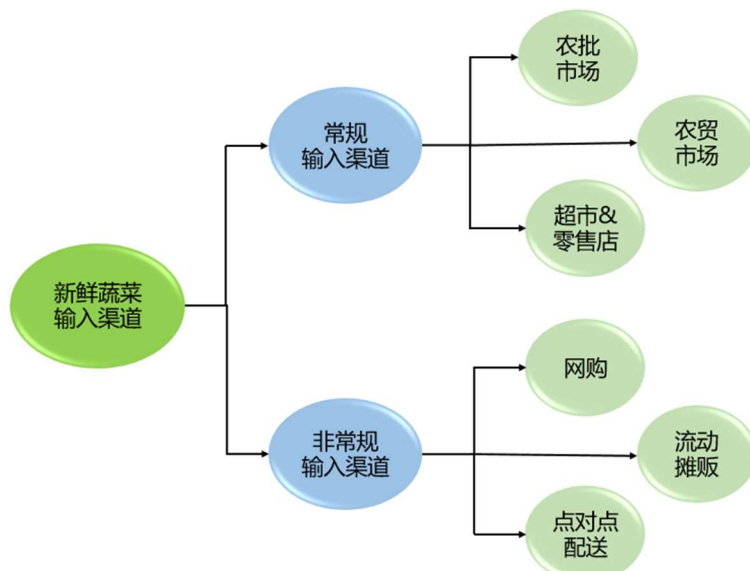 新鲜蔬菜
输入渠道
常规
输入渠道
农批
市场
农贸
市场
超市&
零售店
非常规
输入渠道
网购
流动
摊贩
点对点
配送